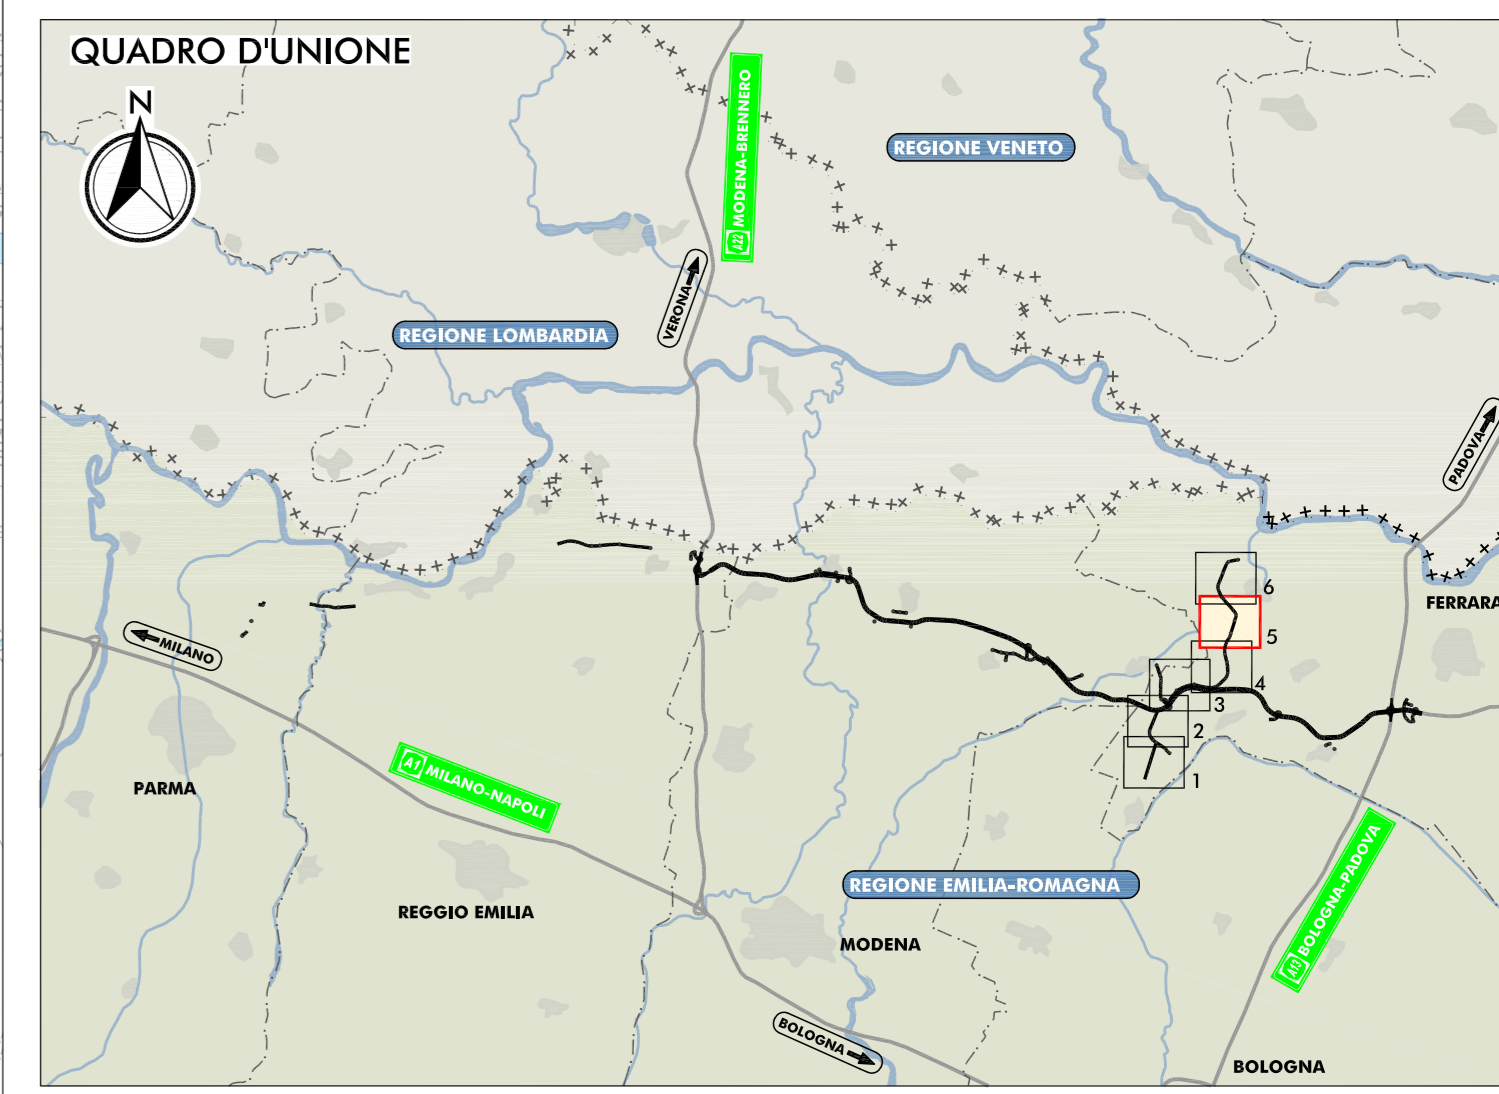 QUADRO D'UNIONE
N
A22 MODENA-BRENNERO
REGIONE VENETO
VERONA
REGIONE LOMBARDIA
PADOVA
FERRARA
6
5
4
3
2
1
MILANO
PARMA
A1 MILANO-NAPOLI
REGIONE EMILIA-ROMAGNA
REGGIO EMILIA
MODENA
A13 BOLOGNA-PADOVA
BOLOGNA
BOLOGNA